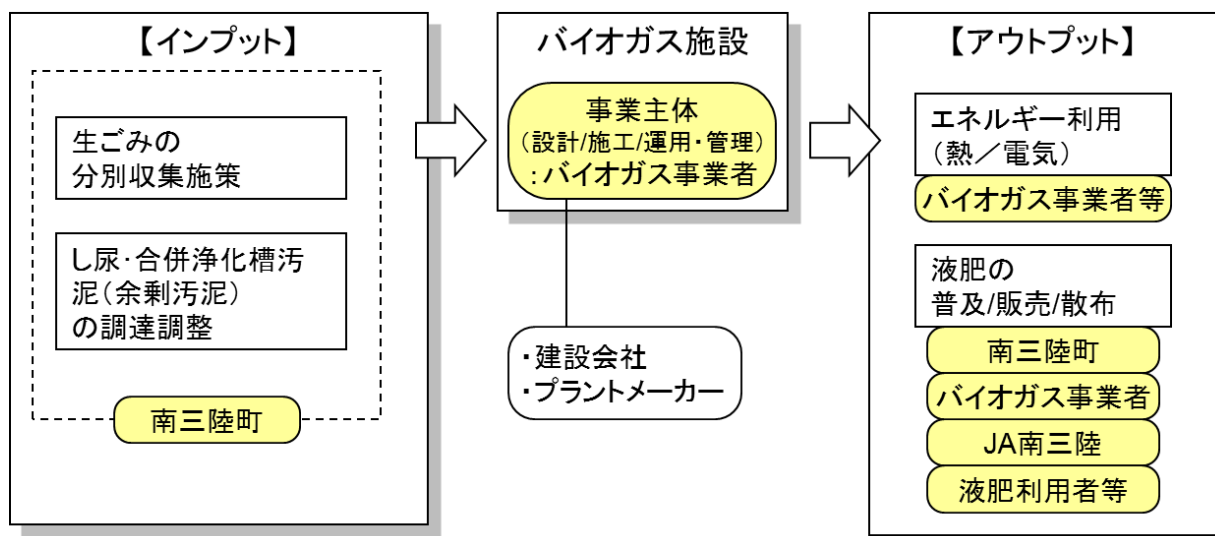 【インプット】
生ごみの
分別収集施策
し尿・合併浄化槽汚
泥(余剰汚泥)
の調達調整
南三陸町
バイオガス施設
事業主体
(設計/施工/運用・管理)
:バイオガス事業者
・建設会社
・プラントメーカー
【アウトプット】
エネルギー利用
(熱/電気)
バイオガス事業者等
液肥の
普及/販売/散布
南三陸町
バイオガス事業者
JA南三陸
液肥利用者等